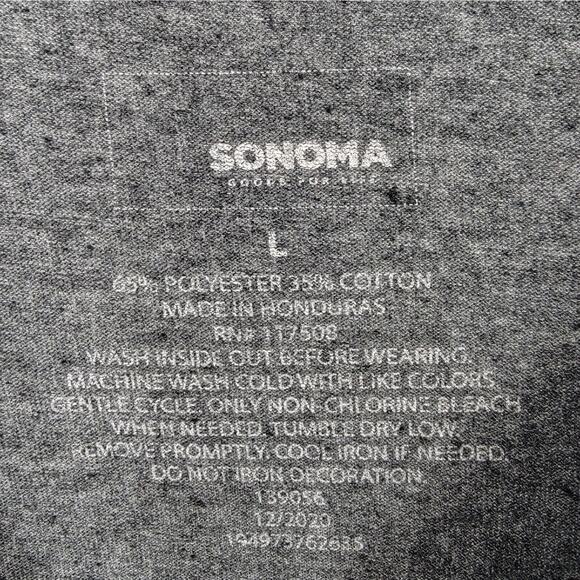 SONOMA
GOODS FOR LIFE
L
65% POLYESTER 35% COTTON
MADE IN HONDURAS
RN# 117508
WASH INSIDE OUT BEFORE WEARING.
MACHINE WASH COLD WITH LIKE COLORS.
GENTLE CYCLE. ONLY NON-CHLORINE BLEACH
WHEN NEEDED. TUMBLE DRY LOW.
REMOVE PROMPTLY. COOL IRON IF NEEDED.
DO NOT IRON DECORATION.
139056
12/2020
194973762635